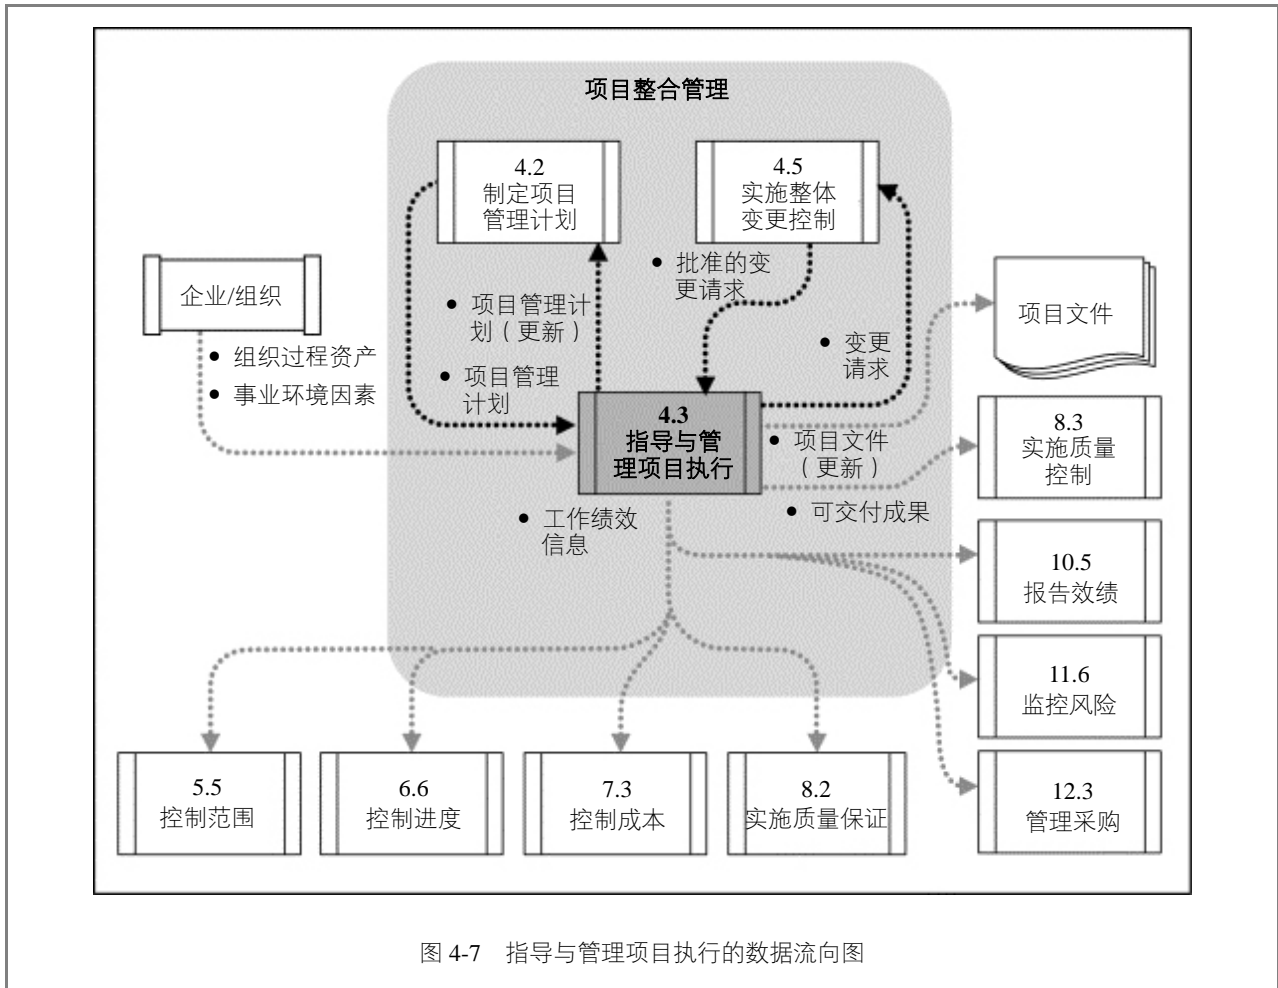 项目整合管理
4.2
制定项目
管理计划
4.5
实施整体
变更控制
企业/组织
• 组织过程资产
• 事业环境因素
• 项目管理计
划（更新）
• 项目管理
计划
• 批准的变
更请求
• 变更
请求
项目文件
4.3
指导与管
理项目执行
• 项目文件
（更新）
• 可交付成果
• 工作绩效
信息
8.3
实施质量
控制
10.5
报告效绩
11.6
监控风险
12.3
管理采购
5.5
控制范围
6.6
控制进度
7.3
控制成本
8.2
实施质量保证
图 4-7 指导与管理项目执行的数据流向图